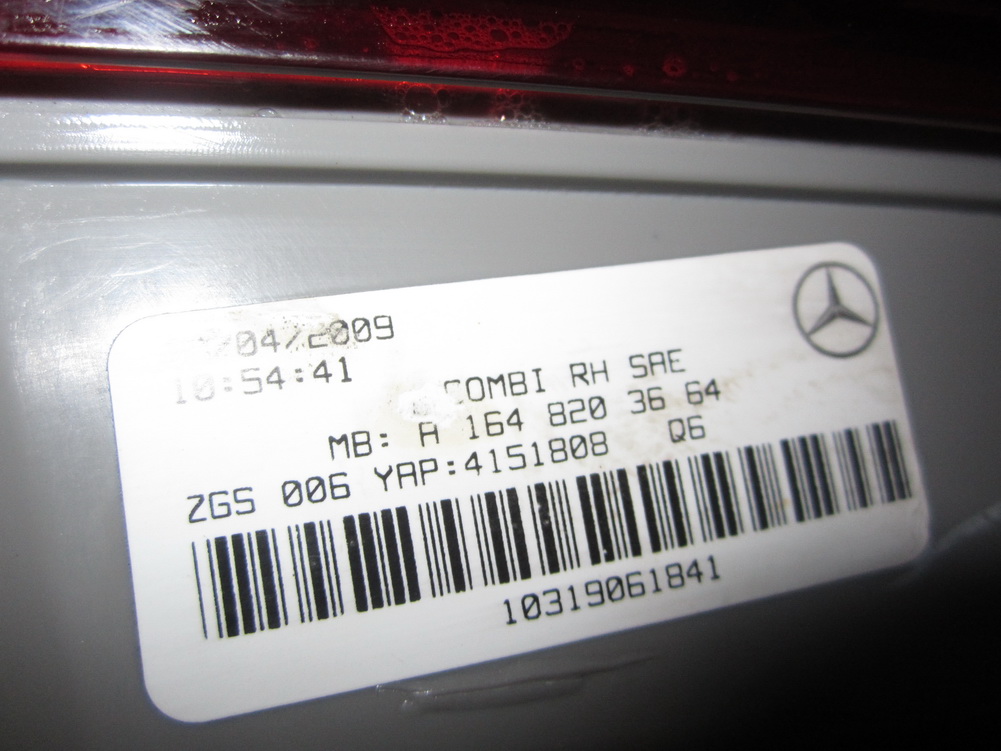 /04/2009
10:54:41
COMBI RH SAE
MB: A 164 820 36 64
ZGS 006 YAP:4151808 Q6
10319061841